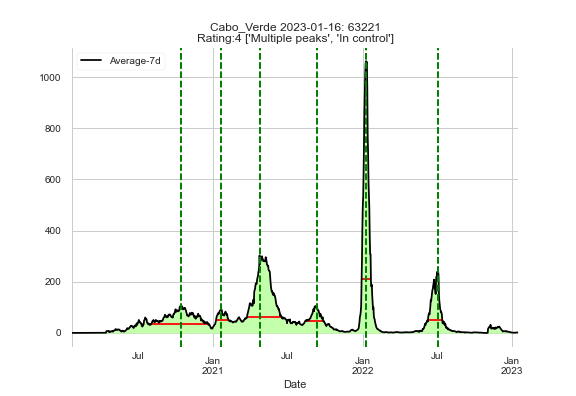 Cabo_Verde 2023-01-16: 63221
Rating:4 ['Multiple peaks', 'In control']
Average-7d
1000
800
600
400
200
0
Jul Jan Jul Jan Jul Jan
2021 2022 2023
Date